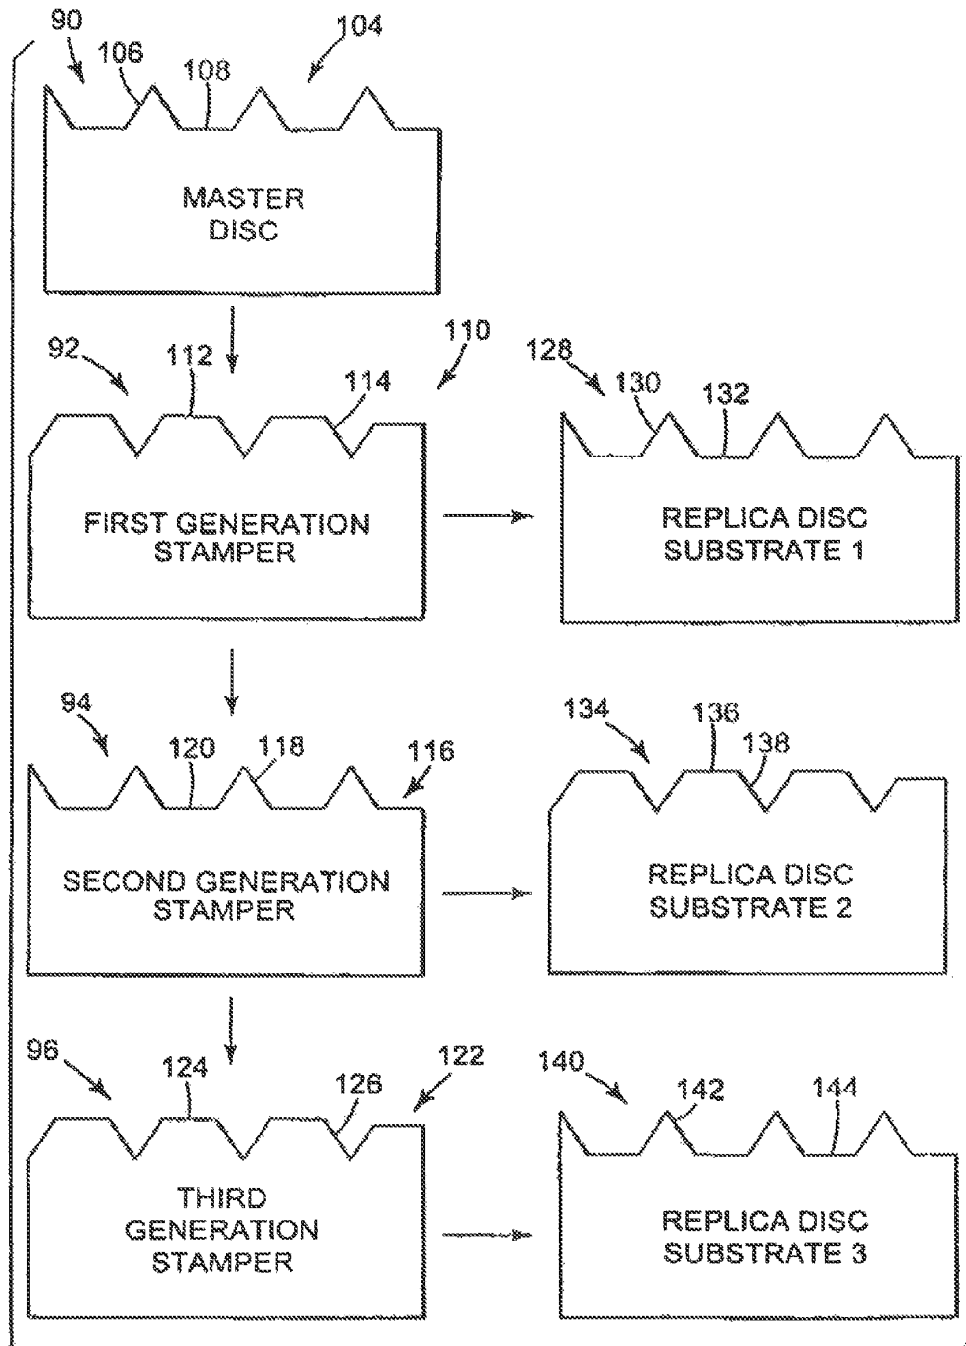 90
104
106
108
MASTER
DISC
92
112
110
114
128
130
132
FIRST GENERATION
STAMPER
REPLICA DISC
SUBSTRATE 1
94
120
118
116
134
136
138
SECOND GENERATION
STAMPER
REPLICA DISC
SUBSTRATE 2
96
124
126
122
140
142
144
THIRD
GENERATION
STAMPER
REPLICA DISC
SUBSTRATE 3